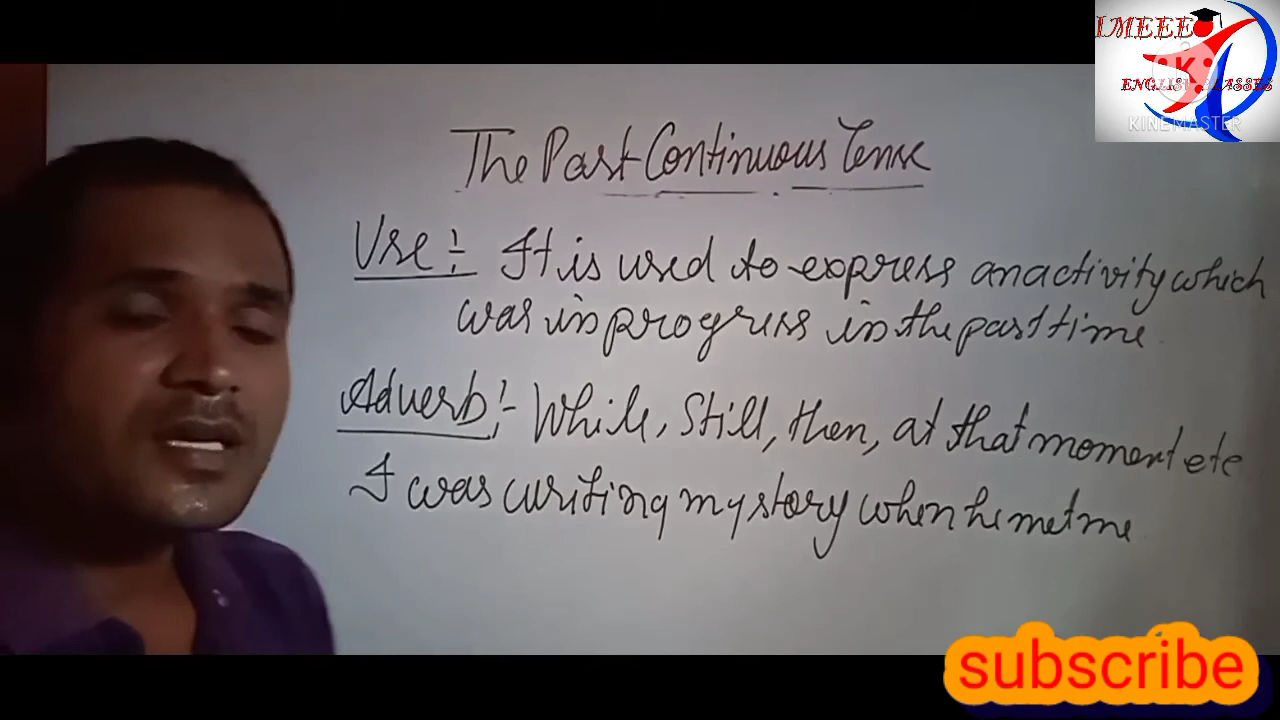 IMEEE
ENGLISH CLASSES
KINEMASTER
The Past Continuous Tense
Use :- It is used to express an activity which
was in progress in the past time
Adverb :- While, Still, then, at that moment etc
I was writing my story when he met me
subscribe